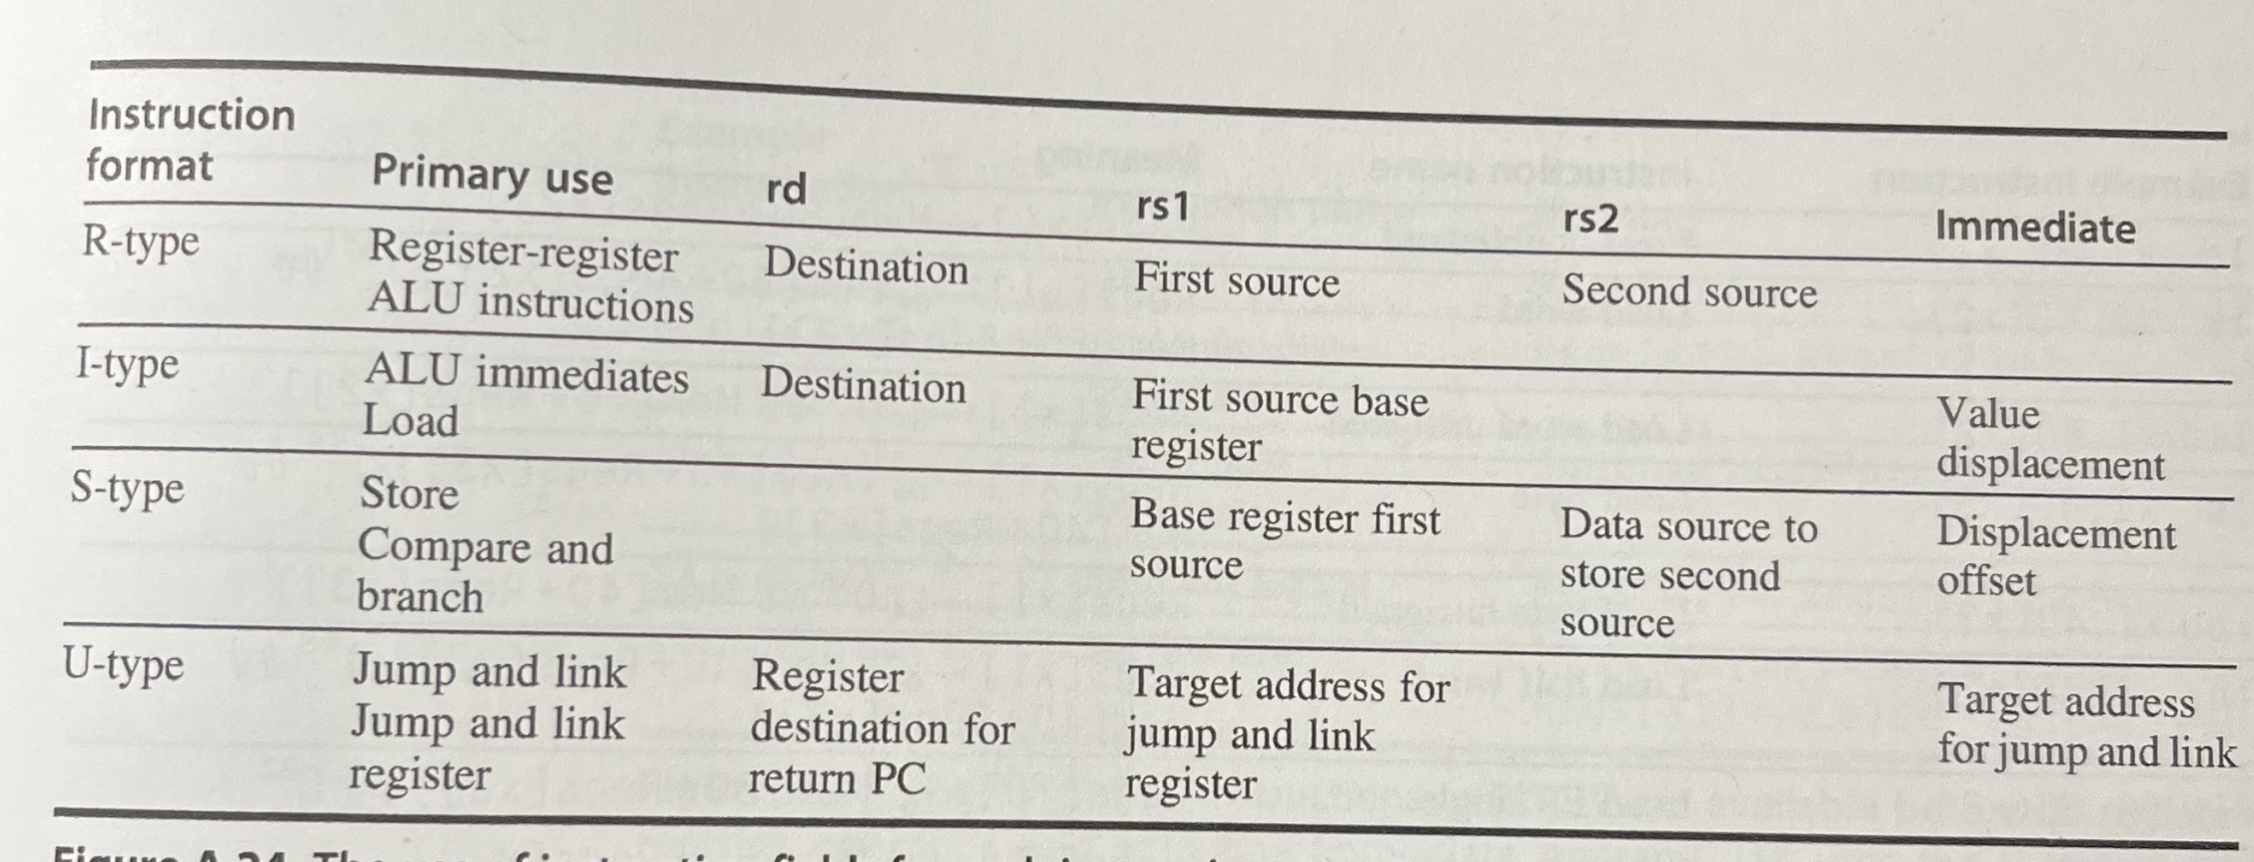 Instruction format Primary use rd rs1 rs2 Immediate
R-type Register-register Destination First source Second source
ALU instructions
I-type ALU immediates Destination First source base Value
Load register displacement
S-type Store Base register first Data source to Displacement
Compare and source store second offset
branch source
U-type Jump and link Register Target address for Target address
Jump and link destination for jump and link for jump and link
register return PC register